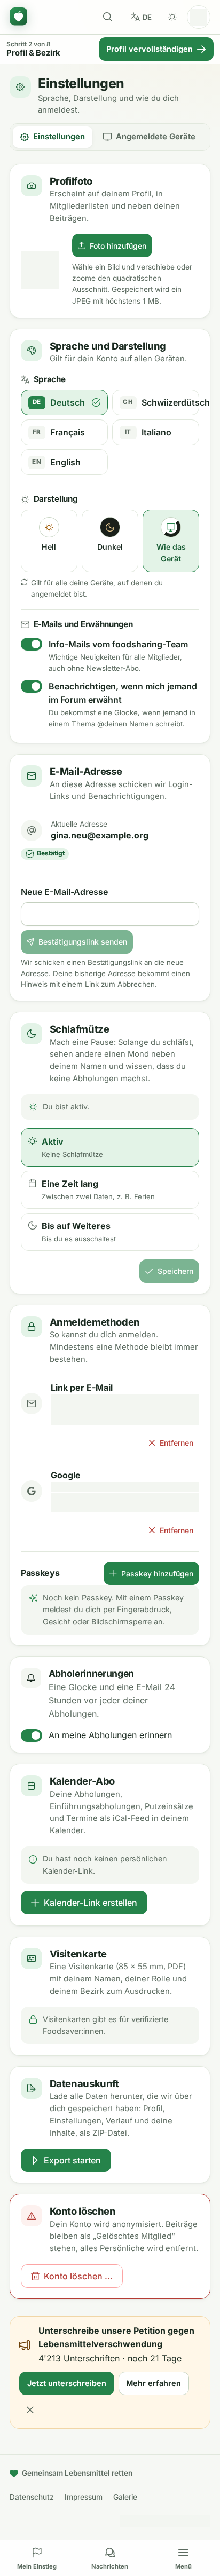 DE
Schritt 2 von 8
Profil & Bezirk
Profil vervollständigen
Einstellungen
Sprache, Darstellung und wie du dich
anmeldest.
Einstellungen
Angemeldete Geräte
Profilfoto
Erscheint auf deinem Profil, in
Mitgliederlisten und neben deinen
Beiträgen.
Foto hinzufügen
Wähle ein Bild und verschiebe oder
zoome den quadratischen
Ausschnitt. Gespeichert wird ein
JPEG mit höchstens 1 MB.
Sprache und Darstellung
Gilt für dein Konto auf allen Geräten.
Sprache
DE Deutsch
CH Schwiizerdütsch
FR Français
IT Italiano
EN English
Darstellung
Hell
Dunkel
Wie das
Gerät
Gilt für alle deine Geräte, auf denen du
angemeldet bist.
E-Mails und Erwähnungen
Info-Mails vom foodsharing-Team
Wichtige Neuigkeiten für alle Mitglieder,
auch ohne Newsletter-Abo.
Benachrichtigen, wenn mich jemand
im Forum erwähnt
Du bekommst eine Glocke, wenn jemand in
einem Thema @deinen Namen schreibt.
E-Mail-Adresse
An diese Adresse schicken wir Login-
Links und Benachrichtigungen.
Aktuelle Adresse
gina.neu@example.org
Bestätigt
Neue E-Mail-Adresse
Bestätigungslink senden
Wir schicken einen Bestätigungslink an die neue
Adresse. Deine bisherige Adresse bekommt einen
Hinweis mit einem Link zum Abbrechen.
Schlafmütze
Mach eine Pause: Solange du schläfst,
sehen andere einen Mond neben
deinem Namen und wissen, dass du
keine Abholungen machst.
Du bist aktiv.
Aktiv
Keine Schlafmütze
Eine Zeit lang
Zwischen zwei Daten, z. B. Ferien
Bis auf Weiteres
Bis du es ausschaltest
Speichern
Anmeldemethoden
So kannst du dich anmelden.
Mindestens eine Methode bleibt immer
bestehen.
Link per E-Mail
Entfernen
Google
Entfernen
Passkeys
Passkey hinzufügen
Noch kein Passkey. Mit einem Passkey
meldest du dich per Fingerabdruck,
Gesicht oder Bildschirmsperre an.
Abholerinnerungen
Eine Glocke und eine E-Mail 24
Stunden vor jeder deiner
Abholungen.
An meine Abholungen erinnern
Kalender-Abo
Deine Abholungen,
Einführungsabholungen, Putzeinsätze
und Termine als iCal-Feed in deinem
Kalender.
Du hast noch keinen persönlichen
Kalender-Link.
Kalender-Link erstellen
Visitenkarte
Eine Visitenkarte (85 × 55 mm, PDF)
mit deinem Namen, deiner Rolle und
deinem Bezirk zum Ausdrucken.
Visitenkarten gibt es für verifizierte
Foodsaver:innen.
Datenauskunft
Lade alle Daten herunter, die wir über
dich gespeichert haben: Profil,
Einstellungen, Verlauf und deine
Inhalte, als ZIP-Datei.
Export starten
Konto löschen
Dein Konto wird anonymisiert. Beiträge
bleiben als „Gelöschtes Mitglied“
stehen, alles Persönliche wird entfernt.
Konto löschen ...
Unterschreibe unsere Petition gegen
Lebensmittelverschwendung
4'213 Unterschriften · noch 21 Tage
Jetzt unterschreiben
Mehr erfahren
Gemeinsam Lebensmittel retten
Datenschutz
Impressum
Galerie
Mein Einstieg
Nachrichten
Menü